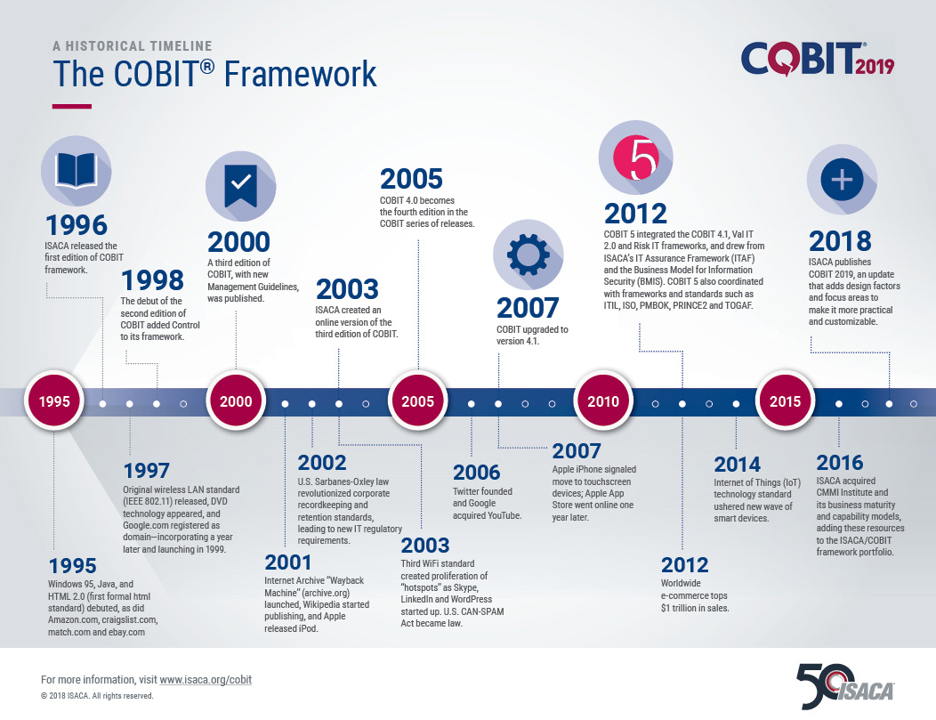 A HISTORICAL TIMELINE
The COBIT® Framework
COBIT® 2019
1996
ISACA released the
first edition of COBIT
framework.
1998
The debut of the
second edition of
COBIT added Control
to its framework.
2000
A third edition of
COBIT, with new
Management Guidelines,
was published.
2003
ISACA created an
online version of the
third edition of COBIT.
2005
COBIT 4.0 becomes
the fourth edition in the
COBIT series of releases.
2007
COBIT upgraded to
version 4.1.
5
2012
COBIT 5 integrated the COBIT 4.1, Val IT
2.0 and Risk IT frameworks, and drew from
ISACA's IT Assurance Framework (ITAF)
and the Business Model for Information
Security (BMIS). COBIT 5 also coordinated
with frameworks and standards such as
ITIL, ISO, PMBOK, PRINCE2 and TOGAF.
2018
ISACA publishes
COBIT 2019, an update
that adds design factors
and focus areas to
make it more practical
and customizable.
1995
2000
2005
2010
2015
1995
Windows 95, Java, and
HTML 2.0 (first formal html
standard) debuted, as did
Amazon.com, craigslist.com,
match.com and ebay.com
1997
Original wireless LAN standard
(IEEE 802.11) released, DVD
technology appeared, and
Google.com registered as
domain—incorporating a year
later and launching in 1999.
2001
Internet Archive "Wayback
Machine" (archive.org)
launched, Wikipedia started
publishing, and Apple
released iPod.
2002
U.S. Sarbanes-Oxley law
revolutionized corporate
recordkeeping and
retention standards,
leading to new IT regulatory
requirements.
2003
Third WiFi standard
created proliferation of
"hotspots" as Skype,
LinkedIn and WordPress
started up. U.S. CAN-SPAM
Act became law.
2006
Twitter founded
and Google
acquired YouTube.
2007
Apple iPhone signaled
move to touchscreen
devices; Apple App
Store went online one
year later.
2012
Worldwide
e-commerce tops
$1 trillion in sales.
2014
Internet of Things (IoT)
technology standard
ushered new wave of
smart devices.
2016
ISACA acquired
CMMI Institute and
its business maturity
and capability models,
adding these resources
to the ISACA/COBIT
framework portfolio.
For more information, visit www.isaca.org/cobit
© 2018 ISACA. All rights reserved.
50 ISACA